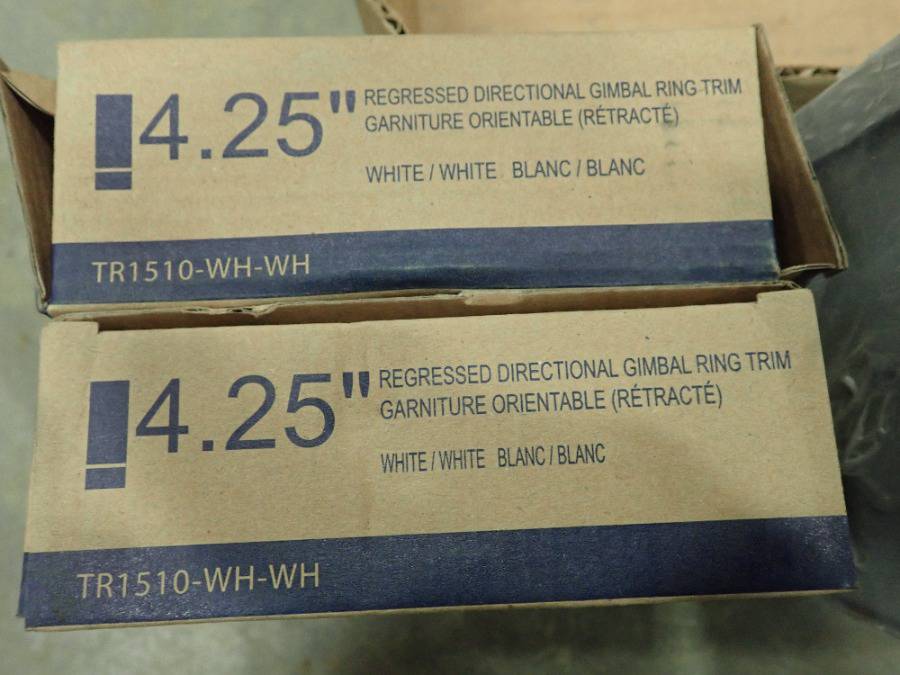 4.25"
REGRESSED DIRECTIONAL GIMBAL RING TRIM
GARNITURE ORIENTABLE (RÉTRACTÉ)
WHITE / WHITE BLANC / BLANC
TR1510-WH-WH
4.25"
REGRESSED DIRECTIONAL GIMBAL RING TRIM
GARNITURE ORIENTABLE (RÉTRACTÉ)
WHITE / WHITE BLANC / BLANC
TR1510-WH-WH